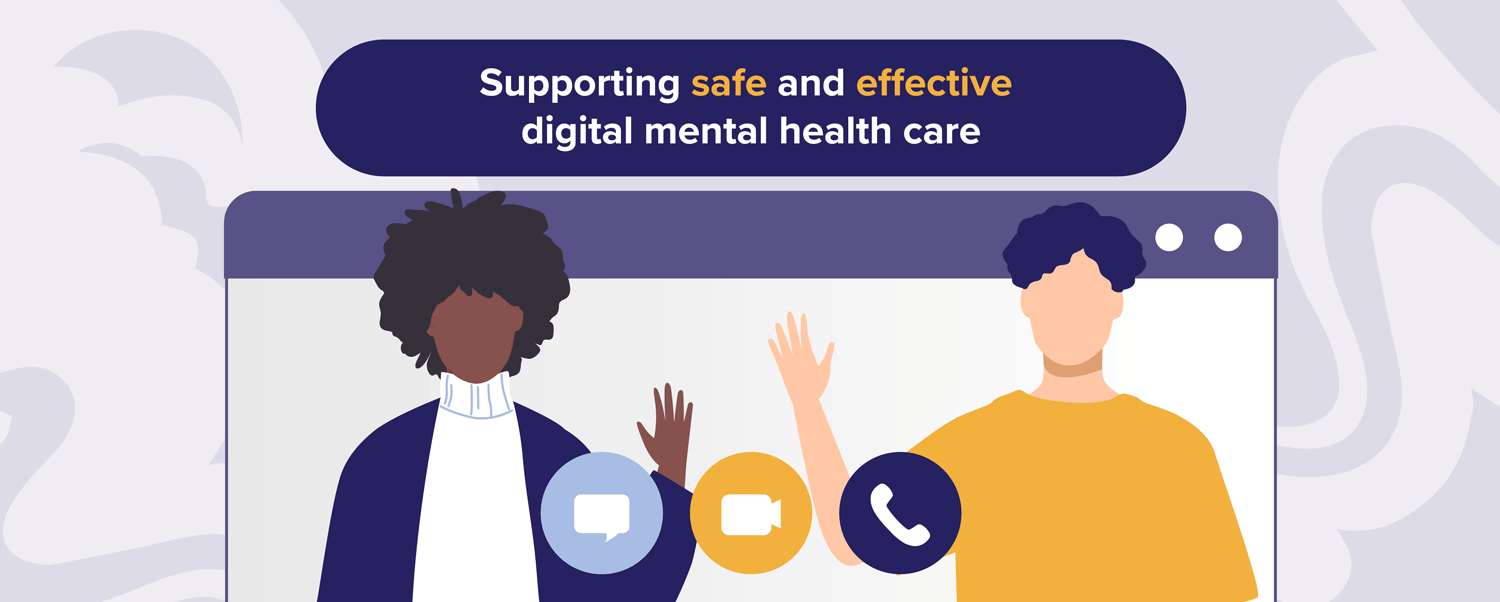 Supporting safe and effective
digital mental health care